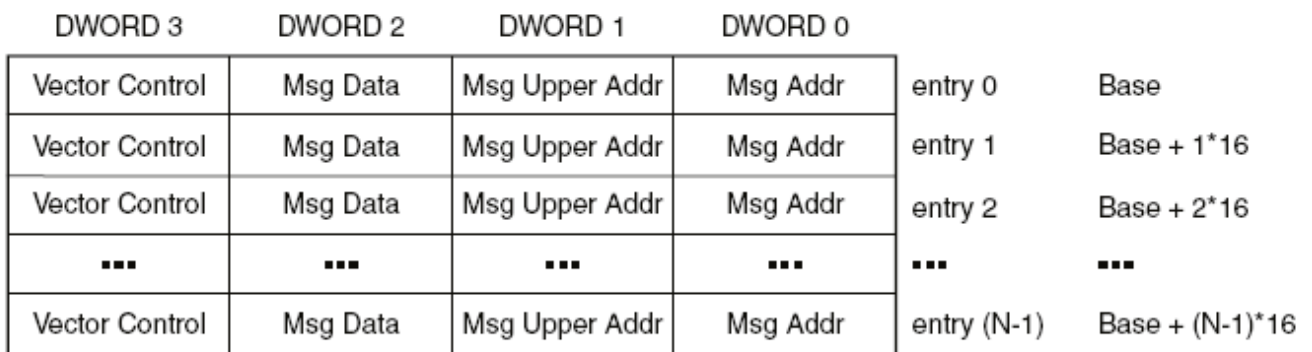 DWORD 3 DWORD 2 DWORD 1 DWORD 0
Vector Control Msg Data Msg Upper Addr Msg Addr entry 0 Base
Vector Control Msg Data Msg Upper Addr Msg Addr entry 1 Base + 1*16
Vector Control Msg Data Msg Upper Addr Msg Addr entry 2 Base + 2*16
... ... ... ... ... ...
Vector Control Msg Data Msg Upper Addr Msg Addr entry (N-1) Base + (N-1)*16